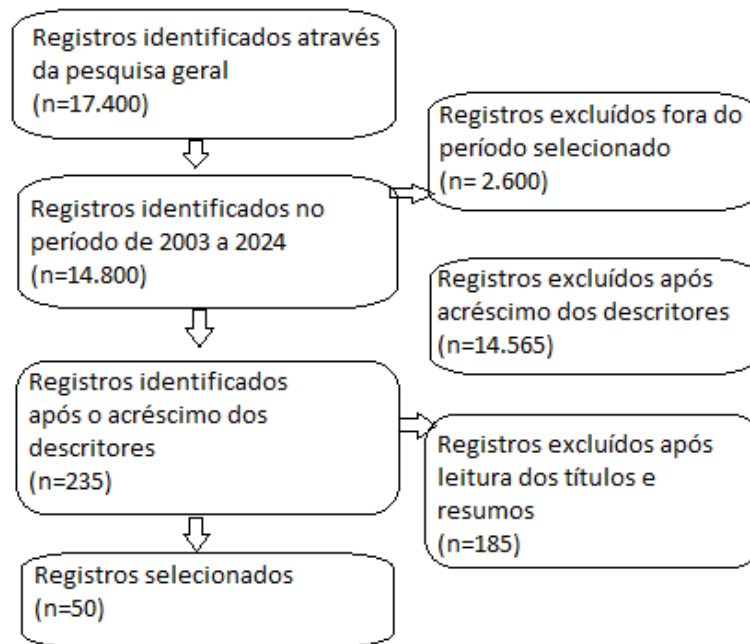 Registros identificados através
da pesquisa geral
(n=17.400)
Registros excluídos fora do
período selecionado
(n= 2.600)
Registros identificados no
período de 2003 a 2024
(n=14.800)
Registros excluídos após
acréscimo dos descritores
(n=14.565)
Registros identificados
após o acréscimo dos
descritores
(n=235)
Registros excluídos após
leitura dos títulos e
resumos
(n=185)
Registros selecionados
(n=50)